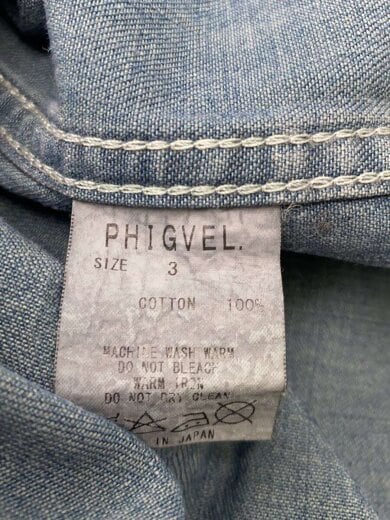 PHIGVEL.
SIZE 3
COTTON 100%
MACHINE WASH WARM
DO NOT BLEACH
WARM IRON
DO NOT DRY CLEAN
IN JAPAN